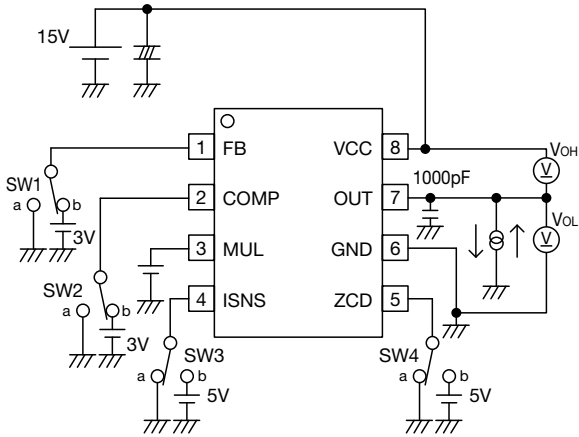 15V
1 FB
VCC 8
VOH
SW1
a b
3V
2 COMP
OUT 7
1000pF
VOL
V
V
3 MUL
GND 6
SW2
a b
3V
4 ISNS
ZCD 5
SW3
a b
5V
SW4
a b
5V